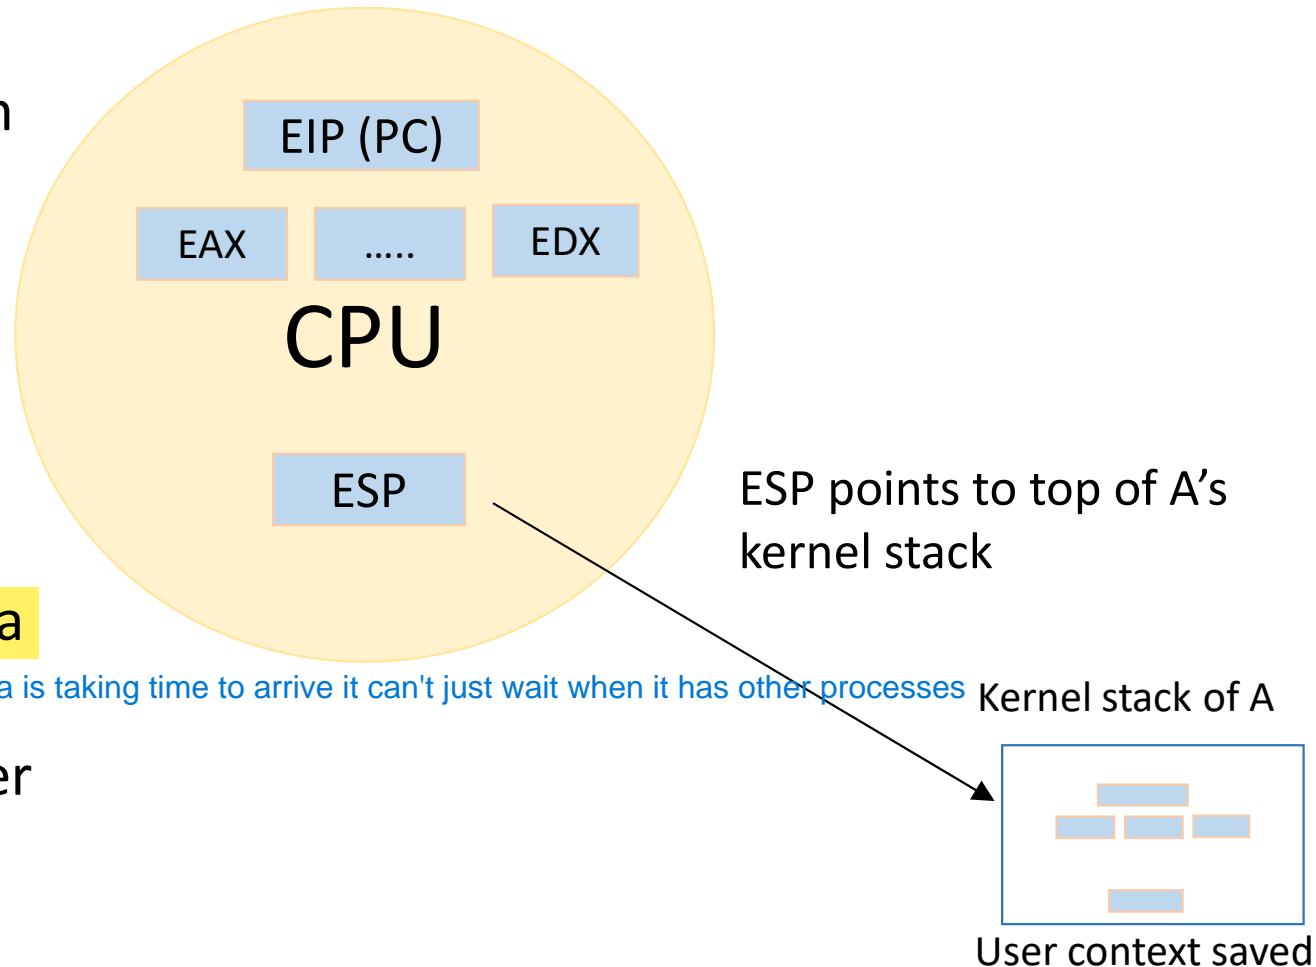 n
EIP (PC)
EAX
.....
EDX
CPU
ESP
ESP points to top of A’s
kernel stack
a
a is taking time to arrive it can't just wait when it has other processes
Kernel stack of A
er
User context saved